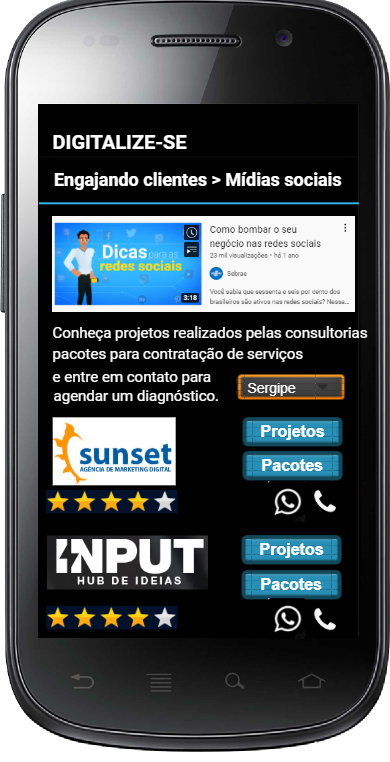 DIGITALIZE-SE
Engajando clientes > Mídias sociais
Dicas para as
redes sociais
3:18
Como bombar o seu
negócio nas redes sociais
23 mil visualizações • há 1 ano
Sebrae
Você sabia que sessenta e seis por cento dos
brasileiros são ativos nas redes sociais? Nesse...
Conheça projetos realizados pelas consultorias
pacotes para contratação de serviços
e entre em contato para
agendar um diagnóstico.
Sergipe
sunset
AGÊNCIA DE MARKETING DIGITAL
Projetos
Pacotes
INPUT
HUB DE IDEIAS
Projetos
Pacotes